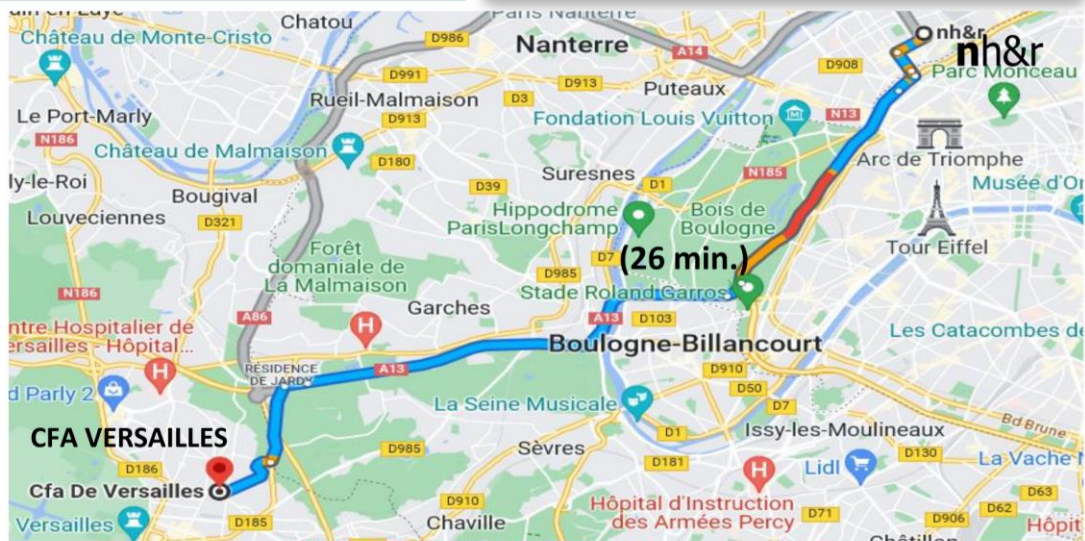 Chatou
Paris Nanterre
Château de Monte-Cristo
D986
Nanterre
A14
nh&r
nh&r
D908
Parc Monceau
D991
D913
Puteaux
Rueil-Malmaison
D3
Le Port-Marly
D913
Fondation Louis Vuitton
N13
N186
Château de Malmaison
D180
Arc de Triomphe
ly-le-Roi
Suresnes
N185
Bougival
D39
D1
Musée d'Or
Louveciennes
D321
Hippodrome
ParisLongchamp
Bois de
Boulogne
Tour Eiffel
Forêt
domaniale de
La Malmaison
D7
(26 min.)
D985
Stade Roland Garros
N186
Garches
A86
A13
D103
Les Catacombes de
ntre Hospitalier de
ersailles - Hôpital...
Boulogne-Billancourt
RÉSIDENCE
DE JARDY
A13
D910
d Parly 2
D50
La Seine Musicale
D7
CFA VERSAILLES
D1
Issy-les-Moulineaux
Bd Brune
D985
Sèvres
D130
D186
D181
Lidl
La Vache
Cfa De Versailles
D63
D910
Hôpital d'Instruction
des Armées Percy
D71
D62
Versailles
D185
Chaville
D906
Hôpit
Châtillon